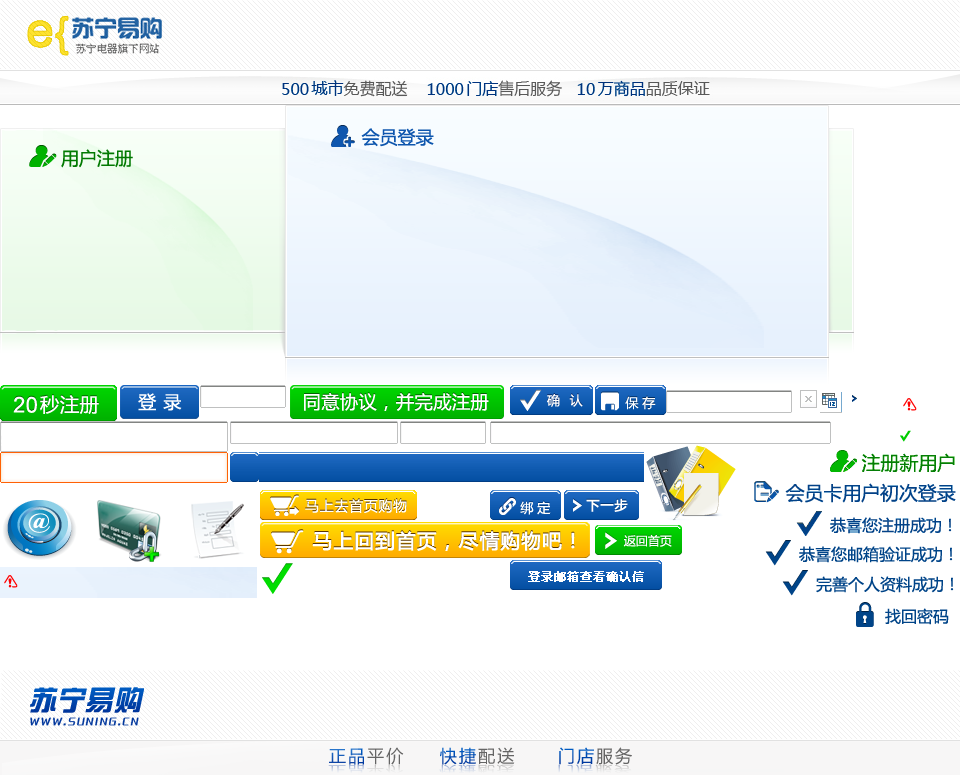 e{ 苏宁易购
苏宁电器旗下网站
500城市免费配送 1000门店售后服务 10万商品品质保证
用户注册
会员登录
20秒注册
登 录
同意协议，并完成注册
确 认
保 存
注册新用户
会员卡用户初次登录
马上去首页购物
绑 定
下一步
恭喜您注册成功！
马上回到首页，尽情购物吧！
返回首页
恭喜您邮箱验证成功！
登录邮箱查看确认信
完善个人资料成功！
找回密码
苏宁易购
WWW.SUNING.CN
正品平价 快捷配送 门店服务